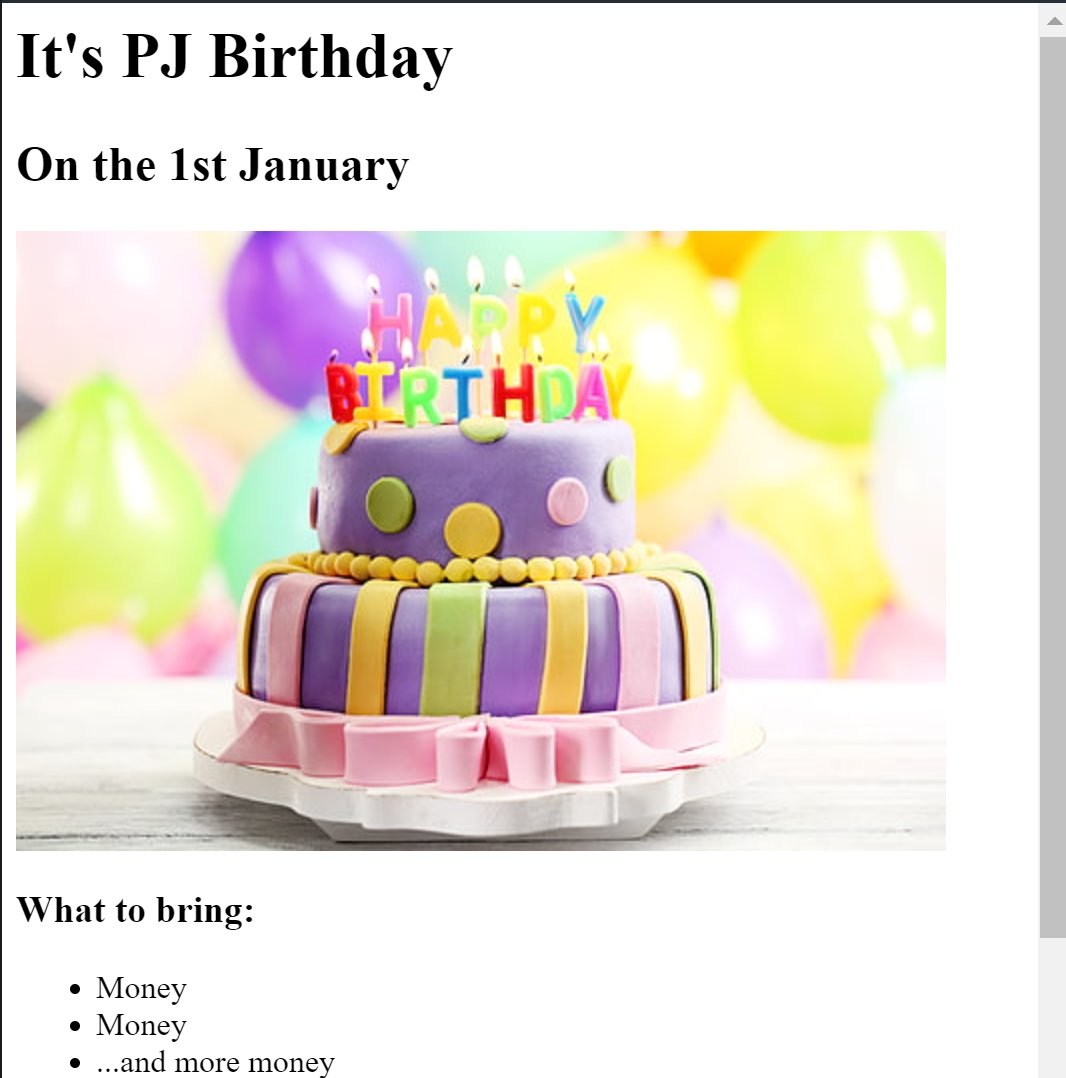 It's PJ Birthday
On the 1st January
HAPPY
BIRTHDAY
What to bring:
Money
Money
...and more money